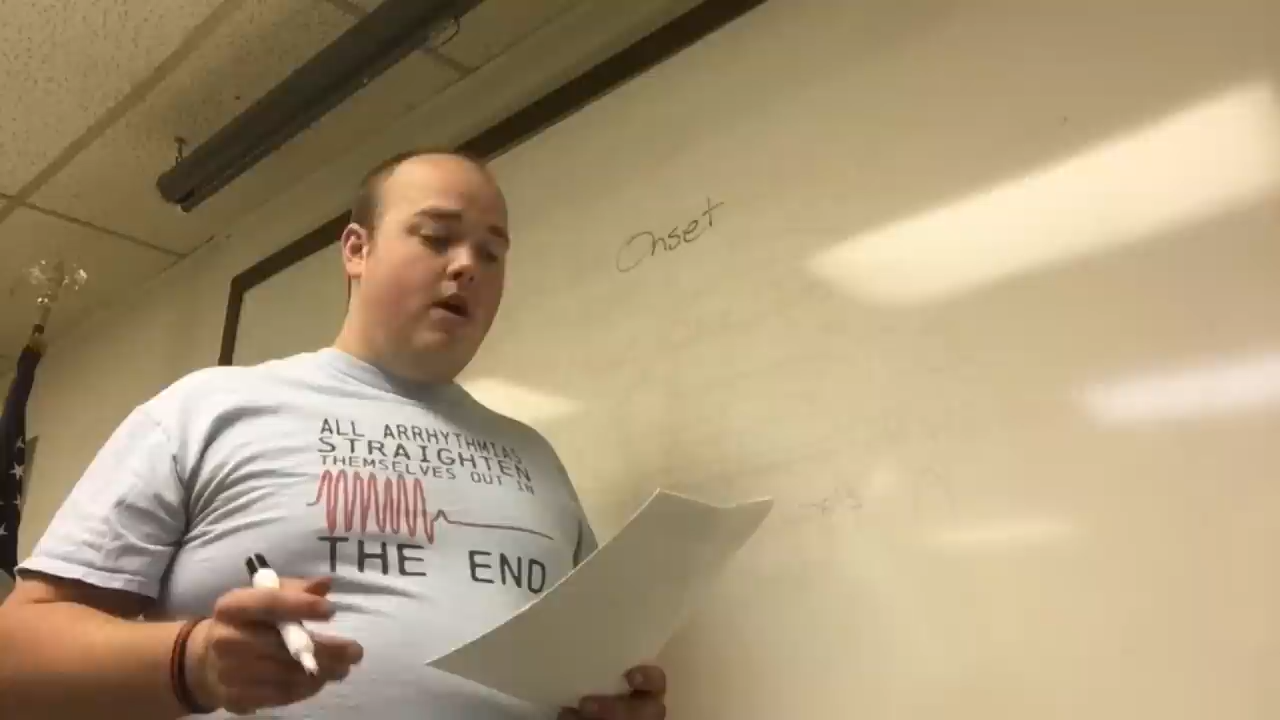 Onset
ALL ARRHYTHMIAS
STRAIGHTEN
THEMSELVES OUT IN
THE END